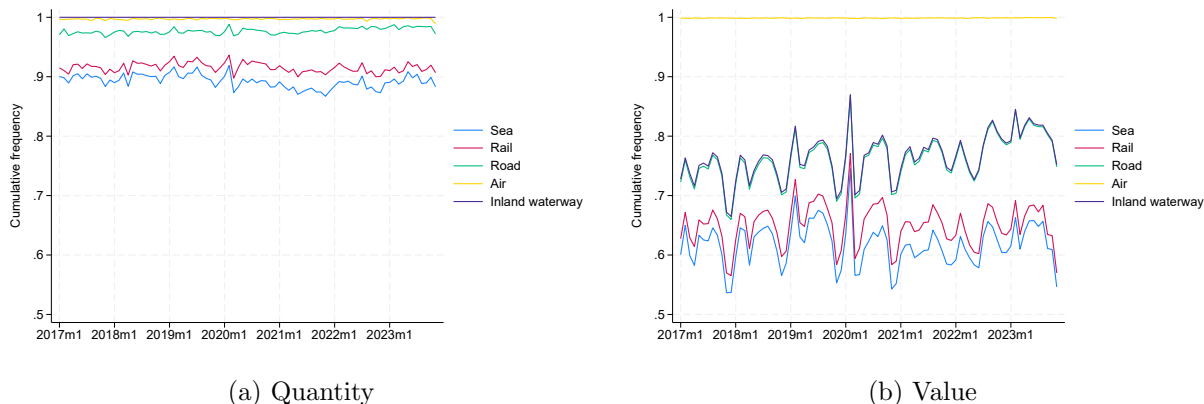 Cumulative frequency
1
.9
.8
.7
.6
.5
2017m1 2018m1 2019m1 2020m1 2021m1 2022m1 2023m1
Sea
Rail
Road
Air
Inland waterway
(a) Quantity
Cumulative frequency
1
.9
.8
.7
.6
.5
2017m1 2018m1 2019m1 2020m1 2021m1 2022m1 2023m1
Sea
Rail
Road
Air
Inland waterway
(b) Value